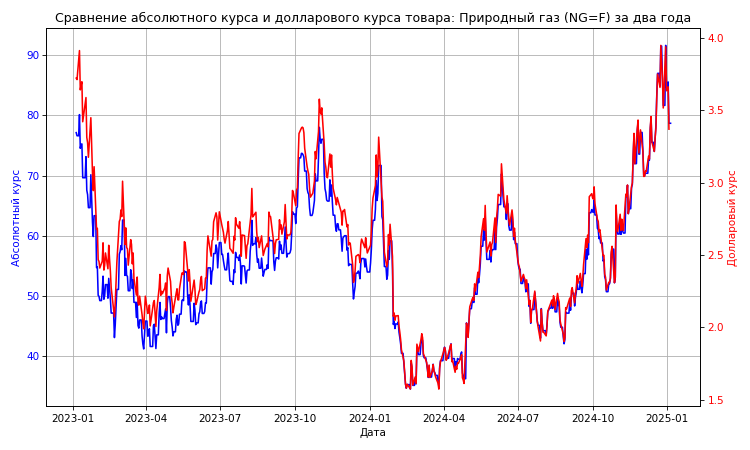 Сравнение абсолютного курса и долларового курса товара: Природный газ (NG=F) за два года
90
80
70
60
50
40
Абсолютный курс
4.0
3.5
3.0
2.5
2.0
1.5
Долларовый курс
2023-01 2023-04 2023-07 2023-10 2024-01 2024-04 2024-07 2024-10 2025-01
Дата